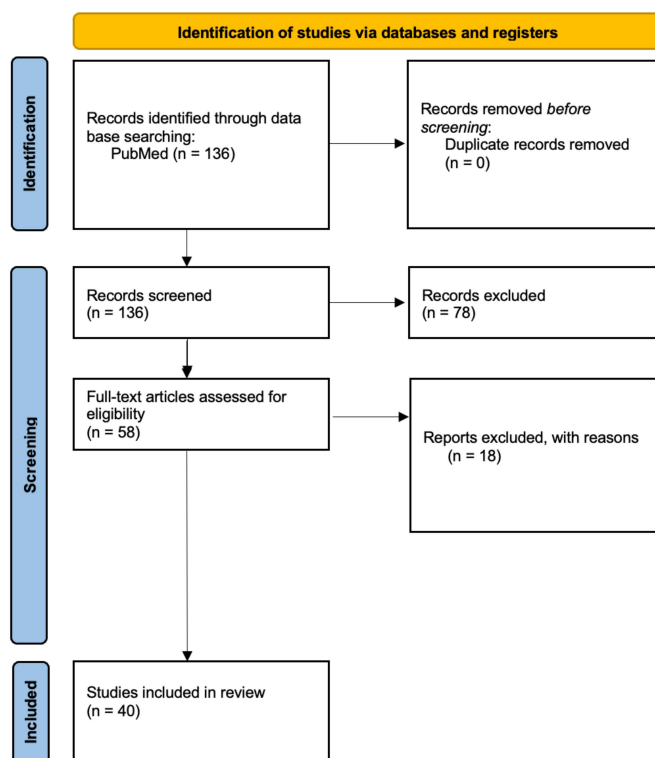 Identification of studies via databases and registers
Identification
Records identified through data
base searching:
PubMed (n = 136)
Records removed before
screening:
Duplicate records removed
(n = 0)
Screening
Records screened
(n = 136)
Records excluded
(n = 78)
Full-text articles assessed for
eligibility
(n = 58)
Reports excluded, with reasons
(n = 18)
Included
Studies included in review
(n = 40)